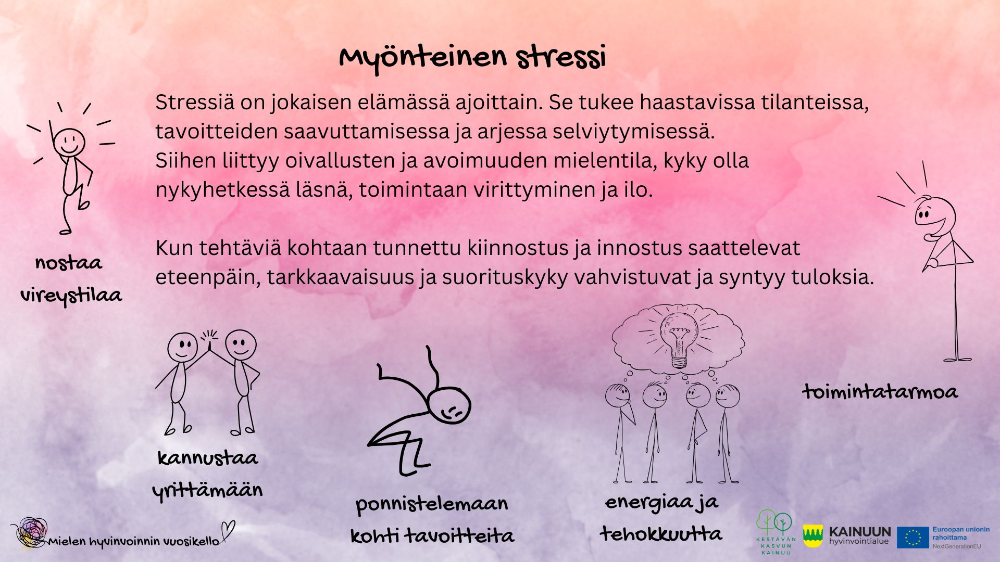 Myönteinen stressi
Stressiä on jokaisen elämässä ajoittain. Se tukee haastavissa tilanteissa,
tavoitteiden saavuttamisessa ja arjessa selviytymisessä.
Siihen liittyy oivallusten ja avoimuuden mielentila, kyky olla
nykyhetkessä läsnä, toimintaan virittyminen ja ilo.
Kun tehtäviä kohtaan tunnettu kiinnostus ja innostus saattelevat
eteenpäin, tarkkaavaisuus ja suorituskyky vahvistuvat ja syntyy tuloksia.
nostaa
vireystilaa
kannustaa
yrittämään
ponnistelemaan
kohti tavoitteita
energiaa ja
tehokkuutta
toimintatarmoa
Mielen hyvinvoinnin vuosikello
KESTÄVÄN
KASVUN
KAINUU
KAINUUN
hyvinvointialue
Euroopan unionin
rahoittama
NextGenerationEU